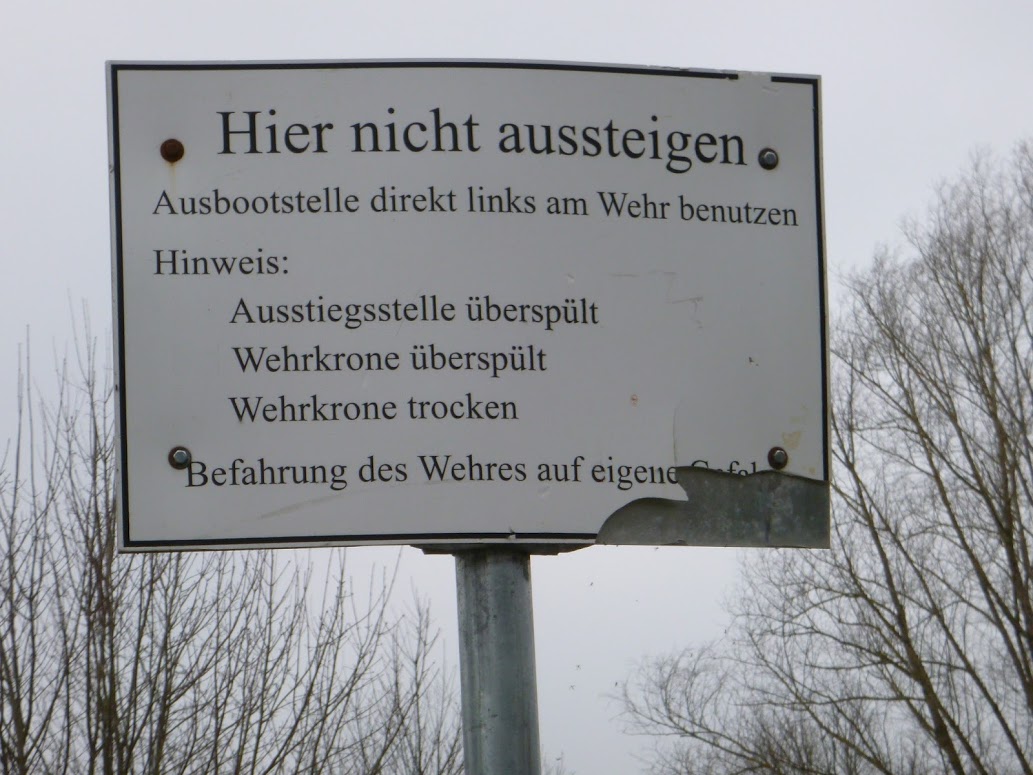 Hier nicht aussteigen
Ausbootstelle direkt links am Wehr benutzen
Hinweis:
Ausstiegsstelle überspült
Wehrkrone überspült
Wehrkrone trocken
Befahrung des Wehres auf eigene